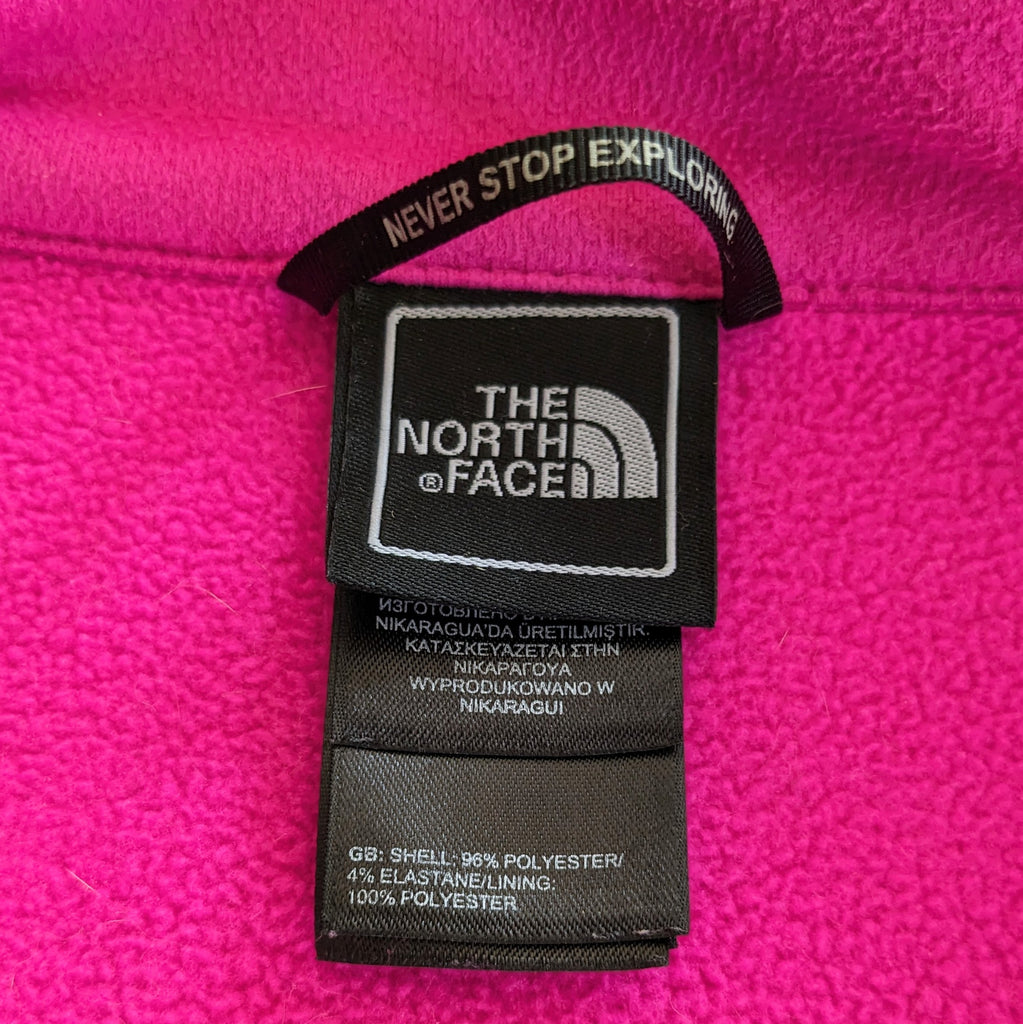 NEVER STOP EXPLORING.
THE
NORTH
®FACE
ИЗГОТОВЛЕНО В
NIKARAGUA'DA ÜRETILMIŞTIR.
ΚΑΤΑΣΚΕΥΑΖΕΤΑΙ ΣΤΗΝ
ΝΙΚΑΡΑΓΟΥΑ
WYPRODUKOWANO W
NIKARAGUI
GB: SHELL: 96% POLYESTER/
4% ELASTANE/LINING:
100% POLYESTER